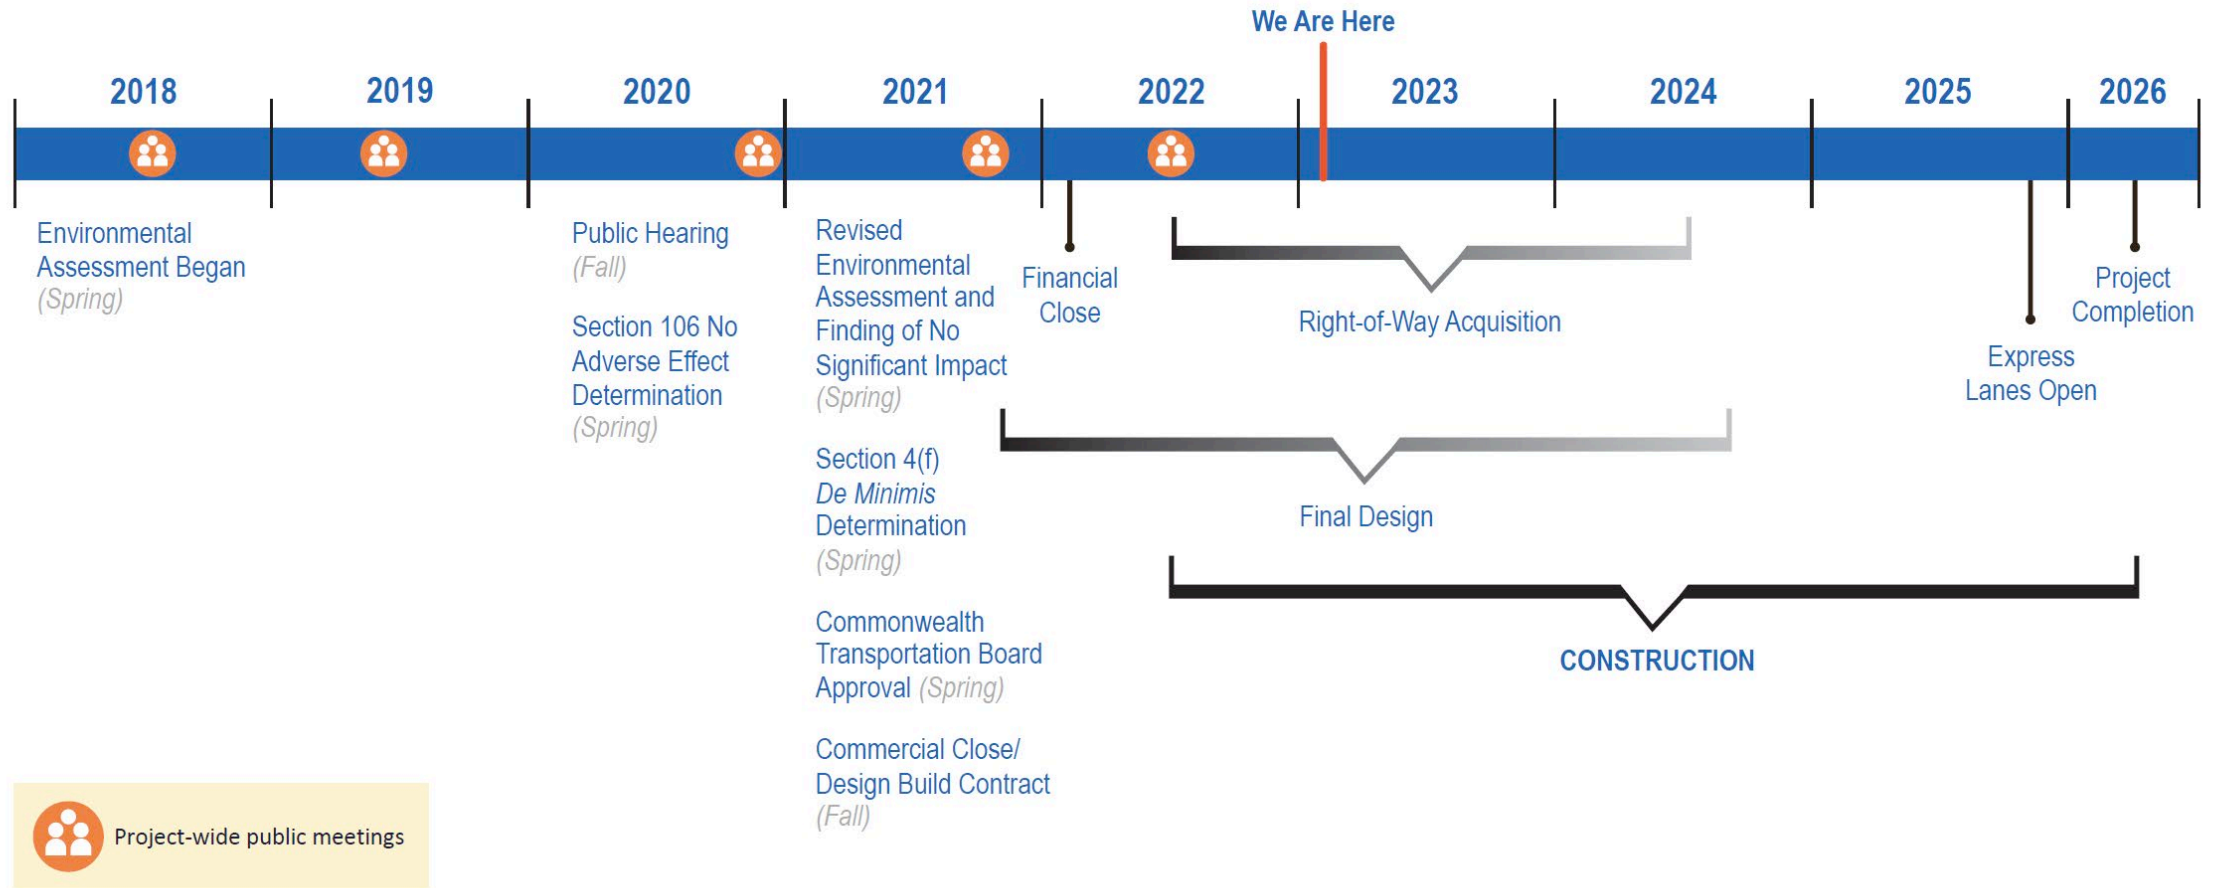 We Are Here
2018
2019
2020
2021
2022
2023
2024
2025
2026
Environmental
Assessment Began
(Spring)
Public Hearing
(Fall)
Section 106 No
Adverse Effect
Determination
(Spring)
Revised
Environmental
Assessment and
Finding of No
Significant Impact
(Spring)
Section 4(f)
De Minimis
Determination
(Spring)
Commonwealth
Transportation Board
Approval (Spring)
Commercial Close/
Design Build Contract
(Fall)
Financial
Close
Right-of-Way Acquisition
Final Design
CONSTRUCTION
Express
Lanes Open
Project
Completion
Project-wide public meetings